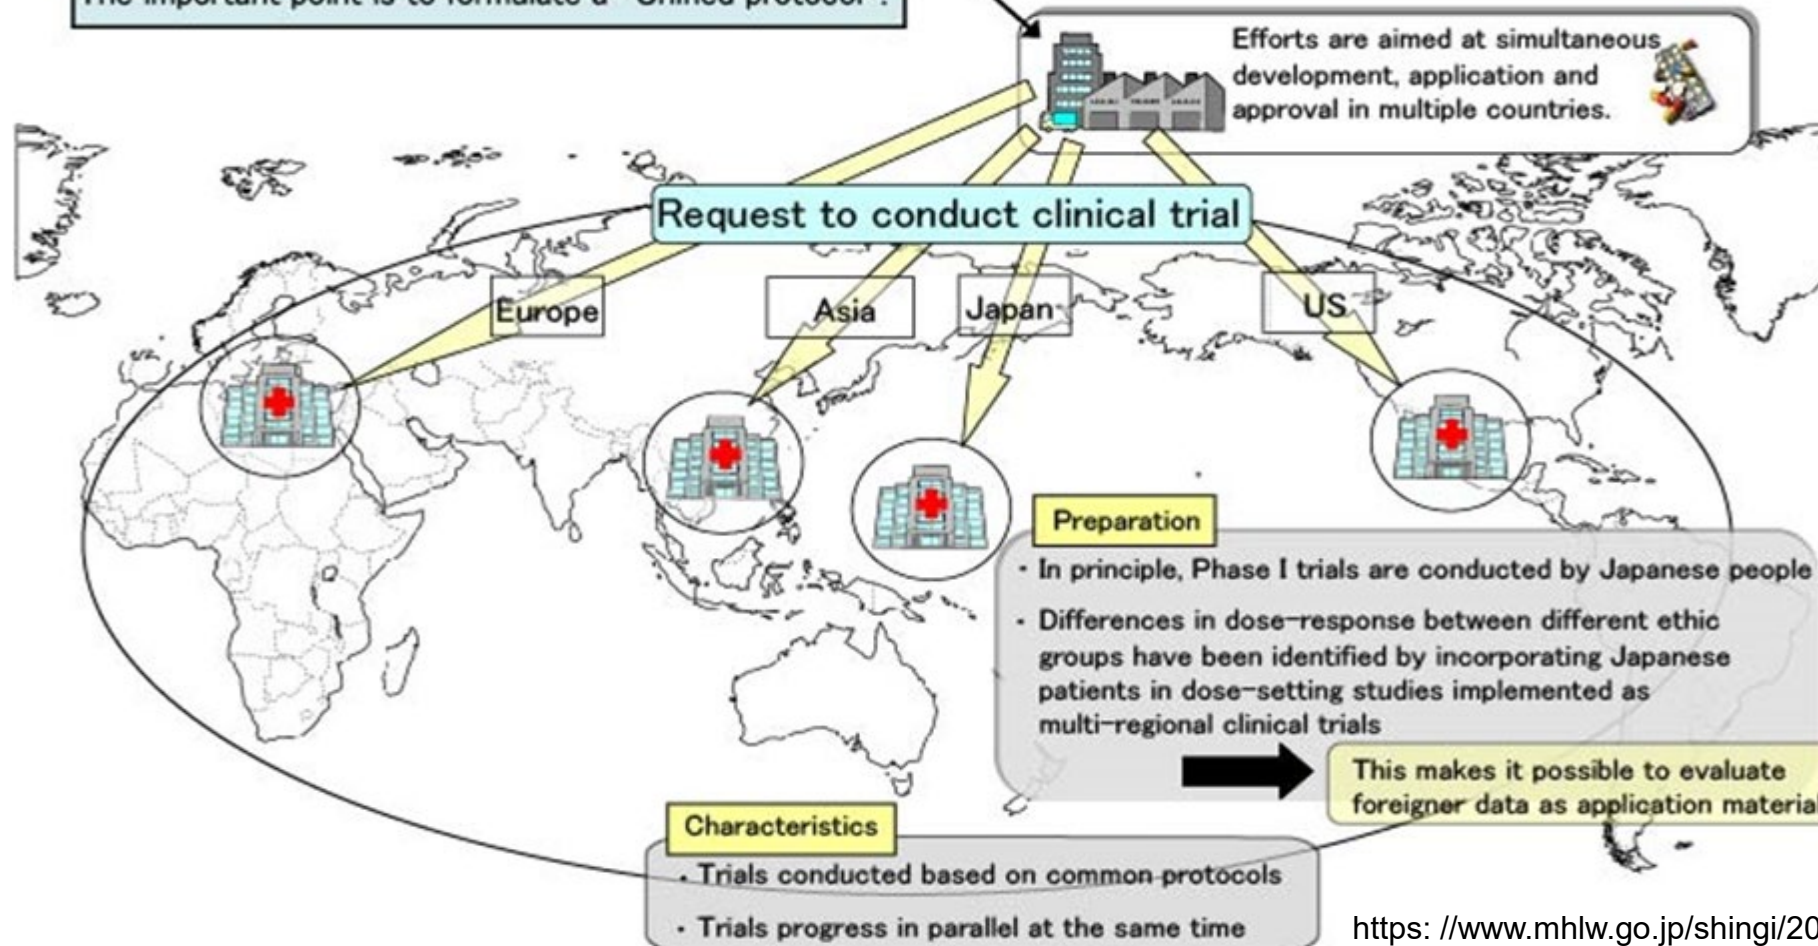 The important point is to formulate a protocol".
Efforts are aimed at simultaneous
development, application and
approval in multiple countries.
Request to conduct clinical trial
Europe
Asia
Japan
US
Preparation
・In principle, Phase I trials are conducted by Japanese people
・Differences in dose-response between different ethic
groups have been identified by incorporating Japanese
patients in dose-setting studies implemented as
multi-regional clinical trials
This makes it possible to evaluate
foreigner data as application material
Characteristics
・Trials conducted based on common protocols
・Trials progress in parallel at the same time
https: //www.mhlw.go.jp/shingi/20